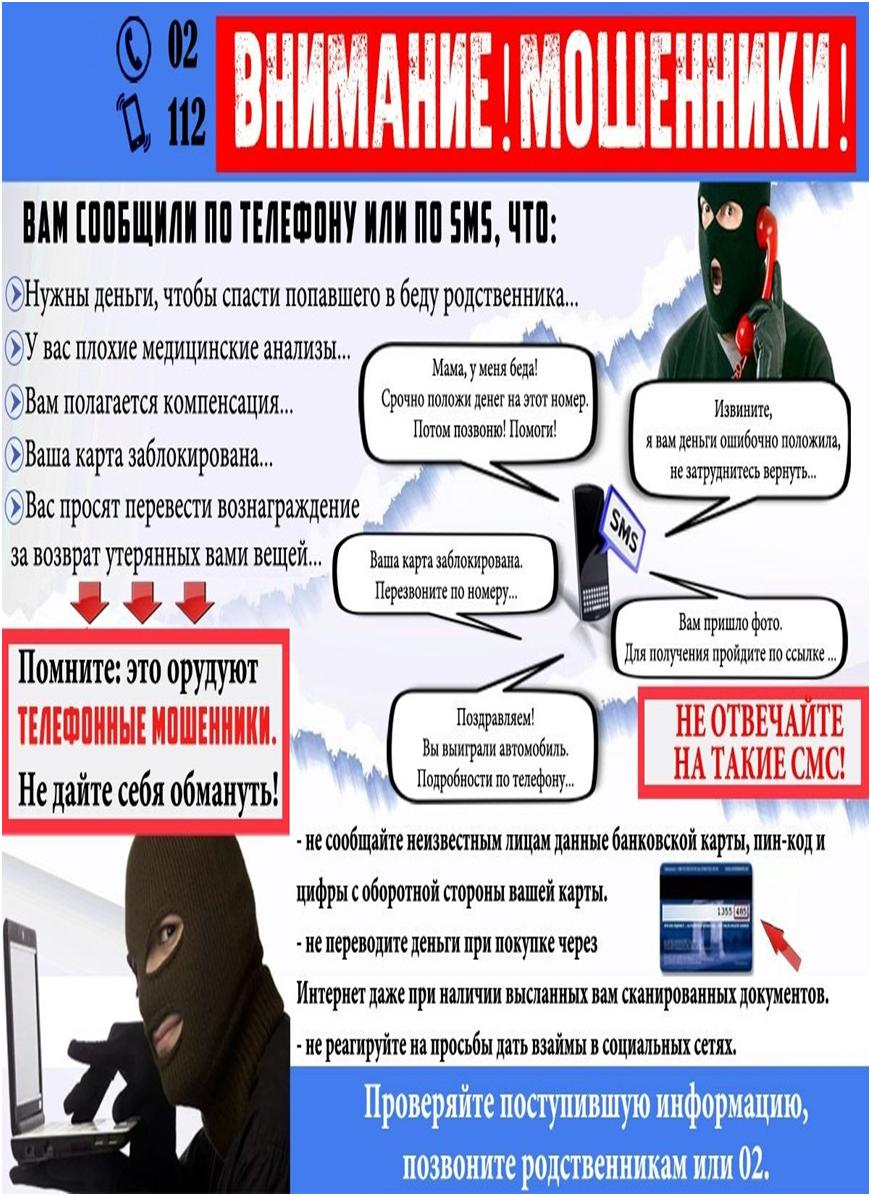 02
112
ВНИМАНИЕ! МОШЕННИКИ!
ВАМ СООБЩИЛИ ПО ТЕЛЕФОНУ ИЛИ ПО SMS, ЧТО:
Нужны деньги, чтобы спасти попавшего в беду родственника...
У вас плохие медицинские анализы...
Вам полагается компенсация...
Ваша карта заблокирована...
Вас просят перевести вознаграждение
за возврат утерянных вами вещей...
Мама, у меня беда!
Срочно положи денег на этот номер.
Потом позвоню! Помоги!
Извините,
я вам деньги ошибочно положила,
не затруднитесь вернуть...
SMS
Ваша карта заблокирована.
Перезвоните по номеру...
Вам пришло фото.
Для получения пройдите по ссылке ...
Поздравляем!
Вы выиграли автомобиль.
Подробности по телефону...
Помните: это орудуют
ТЕЛЕФОННЫЕ МОШЕННИКИ.
Не дайте себя обмануть!
НЕ ОТВЕЧАЙТЕ
НА ТАКИЕ СМС!
- не сообщайте неизвестным лицам данные банковской карты, пин-код и
цифры с оборотной стороны вашей карты.
1355 485
- не переводите деньги при покупке через
Интернет даже при наличии высланных вам сканированных документов.
- не реагируйте на просьбы дать взаймы в социальных сетях.
Проверяйте поступившую информацию,
позвоните родственникам или 02.